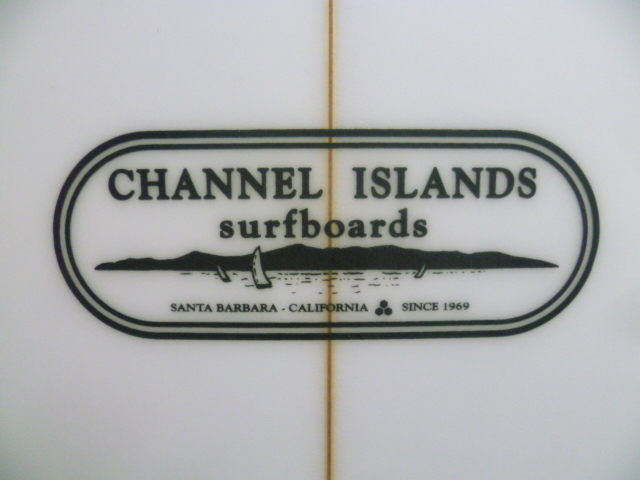 CHANNEL ISLANDS
surfboards
SANTA BARBARA - CALIFORNIA SINCE 1969